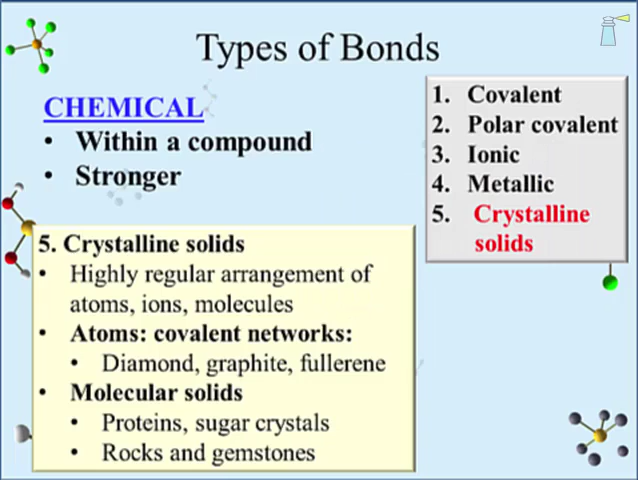 Types of Bonds
CHEMICAL
• Within a compound
• Stronger
1. Covalent
2. Polar covalent
3. Ionic
4. Metallic
5. Crystalline
solids
5. Crystalline solids
• Highly regular arrangement of
atoms, ions, molecules
• Atoms: covalent networks:
• Diamond, graphite, fullerene
• Molecular solids
• Proteins, sugar crystals
• Rocks and gemstones